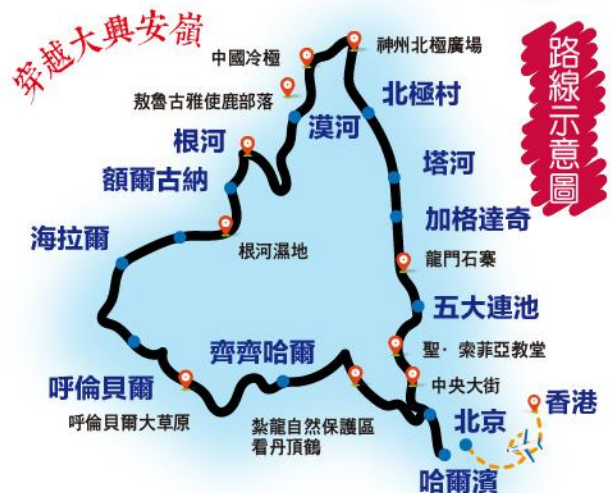 穿越大興安嶺
路線示意圖
中國冷極
神州北極廣場
敖魯古雅使鹿部落
漠河
北極村
根河
額爾古納
塔河
加格達奇
海拉爾
根河濕地
龍門石寨
五大連池
齊齊哈爾
聖·索菲亞教堂
呼倫貝爾
中央大街
呼倫貝爾大草原
紮龍自然保護區
看丹頂鶴
北京
香港
哈爾濱